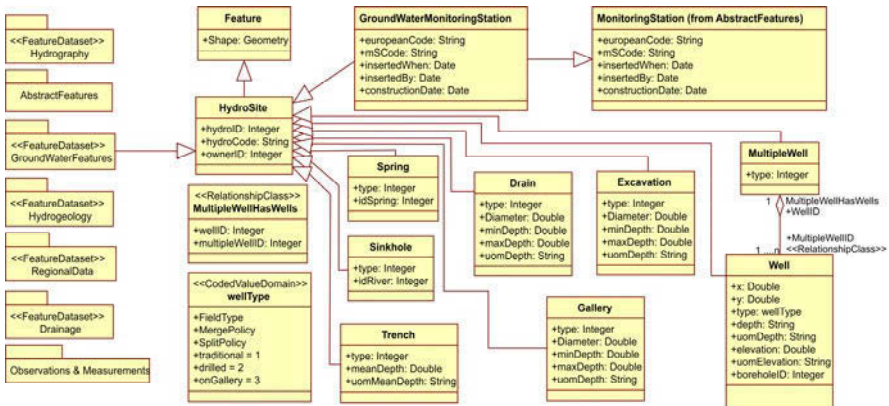 <<FeatureDataset>>
Hydrography
AbstractFeatures
<<FeatureDataset>>
GroundWaterFeatures
<<FeatureDataset>>
Hydrogeology
<<FeatureDataset>>
RegionalData
<<FeatureDataset>>
Drainage
Observations & Measurements
Feature
+Shape: Geometry
GroundWaterMonitoringStation
+europeanCode: String
+mSCode: String
+insertedWhen: Date
+insertedBy: Date
+constructionDate: Date
MonitoringStation (from AbstractFeatures)
+europeanCode: String
+mSCode: String
+insertedWhen: Date
+insertedBy: Date
+constructionDate: Date
HydroSite
+hydroID: Integer
+hydroCode: String
+ownerID: Integer
<<RelationshipClass>>
MultipleWellHasWells
+wellID: Integer
+multipleWellID: Integer
<<CodedValueDomain>>
wellType
+FieldType
+MergePolicy
+SplitPolicy
+traditional = 1
+drilled = 2
+onGallery = 3
Spring
+type: Integer
+idSpring: Integer
Sinkhole
+type: Integer
+idRiver: Integer
Trench
+type: Integer
+meanDepth: Double
+uomMeanDepth: String
Drain
+type: Integer
+Diameter: Double
+minDepth: Double
+maxDepth: Double
+uomDepth: String
Excavation
+type: Integer
+Diameter: Double
+minDepth: Double
+maxDepth: Double
+uomDepth: String
Gallery
+type: Integer
+Diameter: Double
+minDepth: Double
+maxDepth: Double
+uomDepth: String
MultipleWell
+type: Integer
1
MultipleWellHasWells
+WellID
+MultipleWellID
1 ....n
<<RelationshipClass>>
Well
+x: Double
+y: Double
+type: wellType
+depth: String
+uomDepth: String
+elevation: Double
+uomElevation: String
+boreholeID: Integer